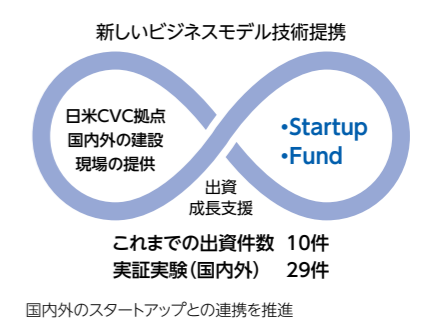 新しいビジネスモデル技術提携
日米CVC拠点
国内外の建設
現場の提供
•Startup
•Fund
出資
成長支援
これまでの出資件数 10件
実証実験(国内外) 29件
国内外のスタートアップとの連携を推進